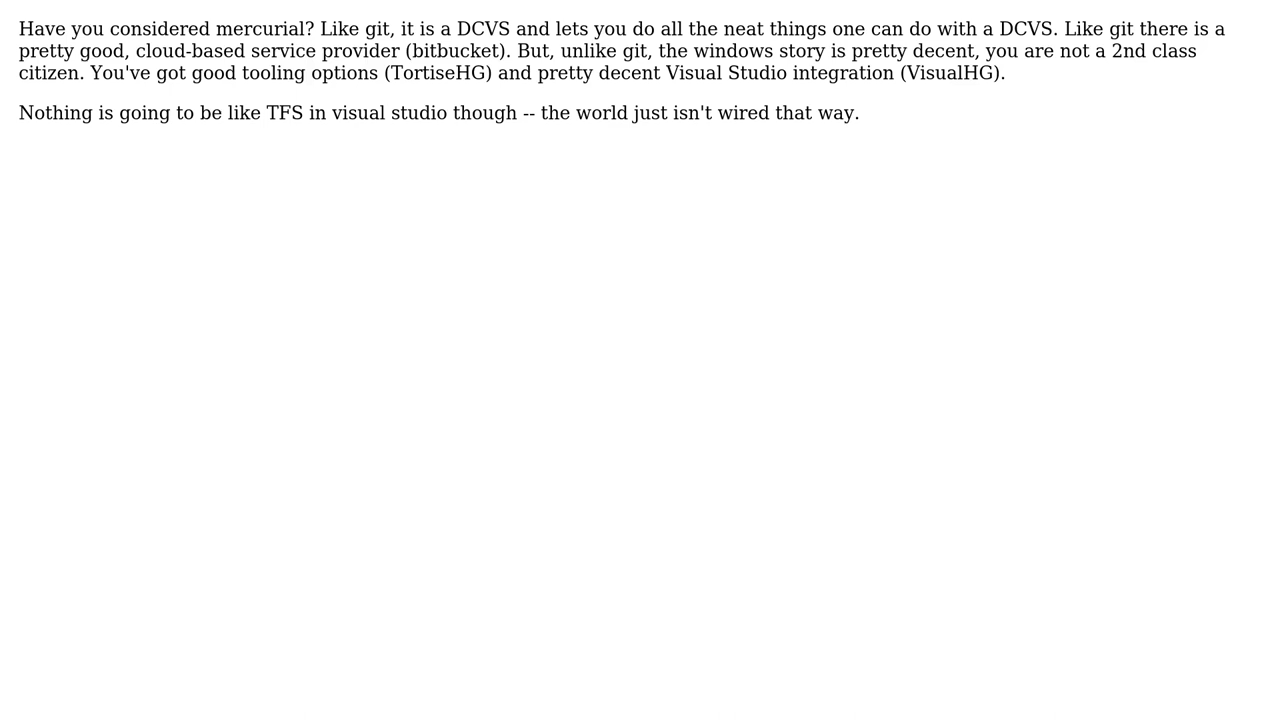 Have you considered mercurial? Like git, it is a DCVS and lets you do all the neat things one can do with a DCVS. Like git there is a
pretty good, cloud-based service provider (bitbucket). But, unlike git, the windows story is pretty decent, you are not a 2nd class
citizen. You've got good tooling options (TortiseHG) and pretty decent Visual Studio integration (VisualHG).
Nothing is going to be like TFS in visual studio though -- the world just isn't wired that way.